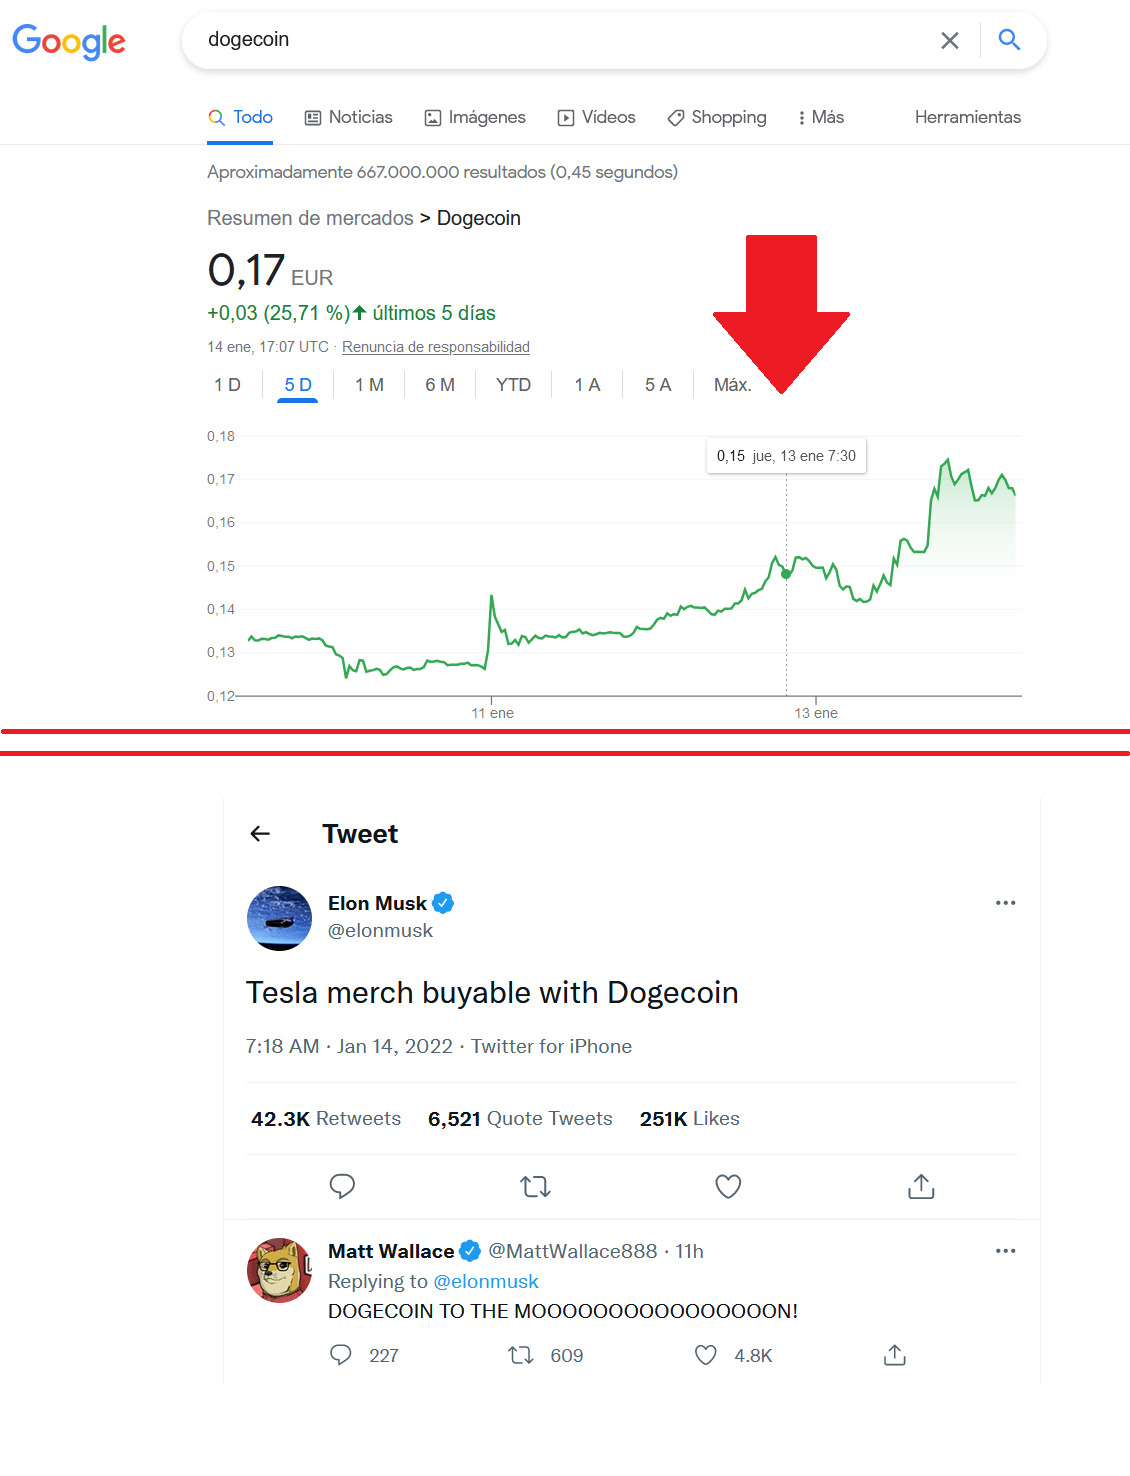 Google
dogecoin
Todo Noticias Imágenes Vídeos Shopping Más Herramientas
Aproximadamente 667.000.000 resultados (0,45 segundos)
Resumen de mercados > Dogecoin
0,17 EUR
+0,03 (25,71 %) últimos 5 días
14 ene, 17:07 UTC · Renuncia de responsabilidad
1 D 5 D 1 M 6 M YTD 1 A 5 A Máx.
0,18
0,15 jue, 13 ene 7:30
0,17
0,16
0,15
0,14
0,13
0,12
11 ene 13 ene
Tweet
Elon Musk
@elonmusk
Tesla merch buyable with Dogecoin
7:18 AM · Jan 14, 2022 · Twitter for iPhone
42.3K Retweets 6,521 Quote Tweets 251K Likes
Matt Wallace @MattWallace888 · 11h
Replying to @elonmusk
DOGECOIN TO THE MOOOOOOOOOOOOOOOON!
227 609 4.8K